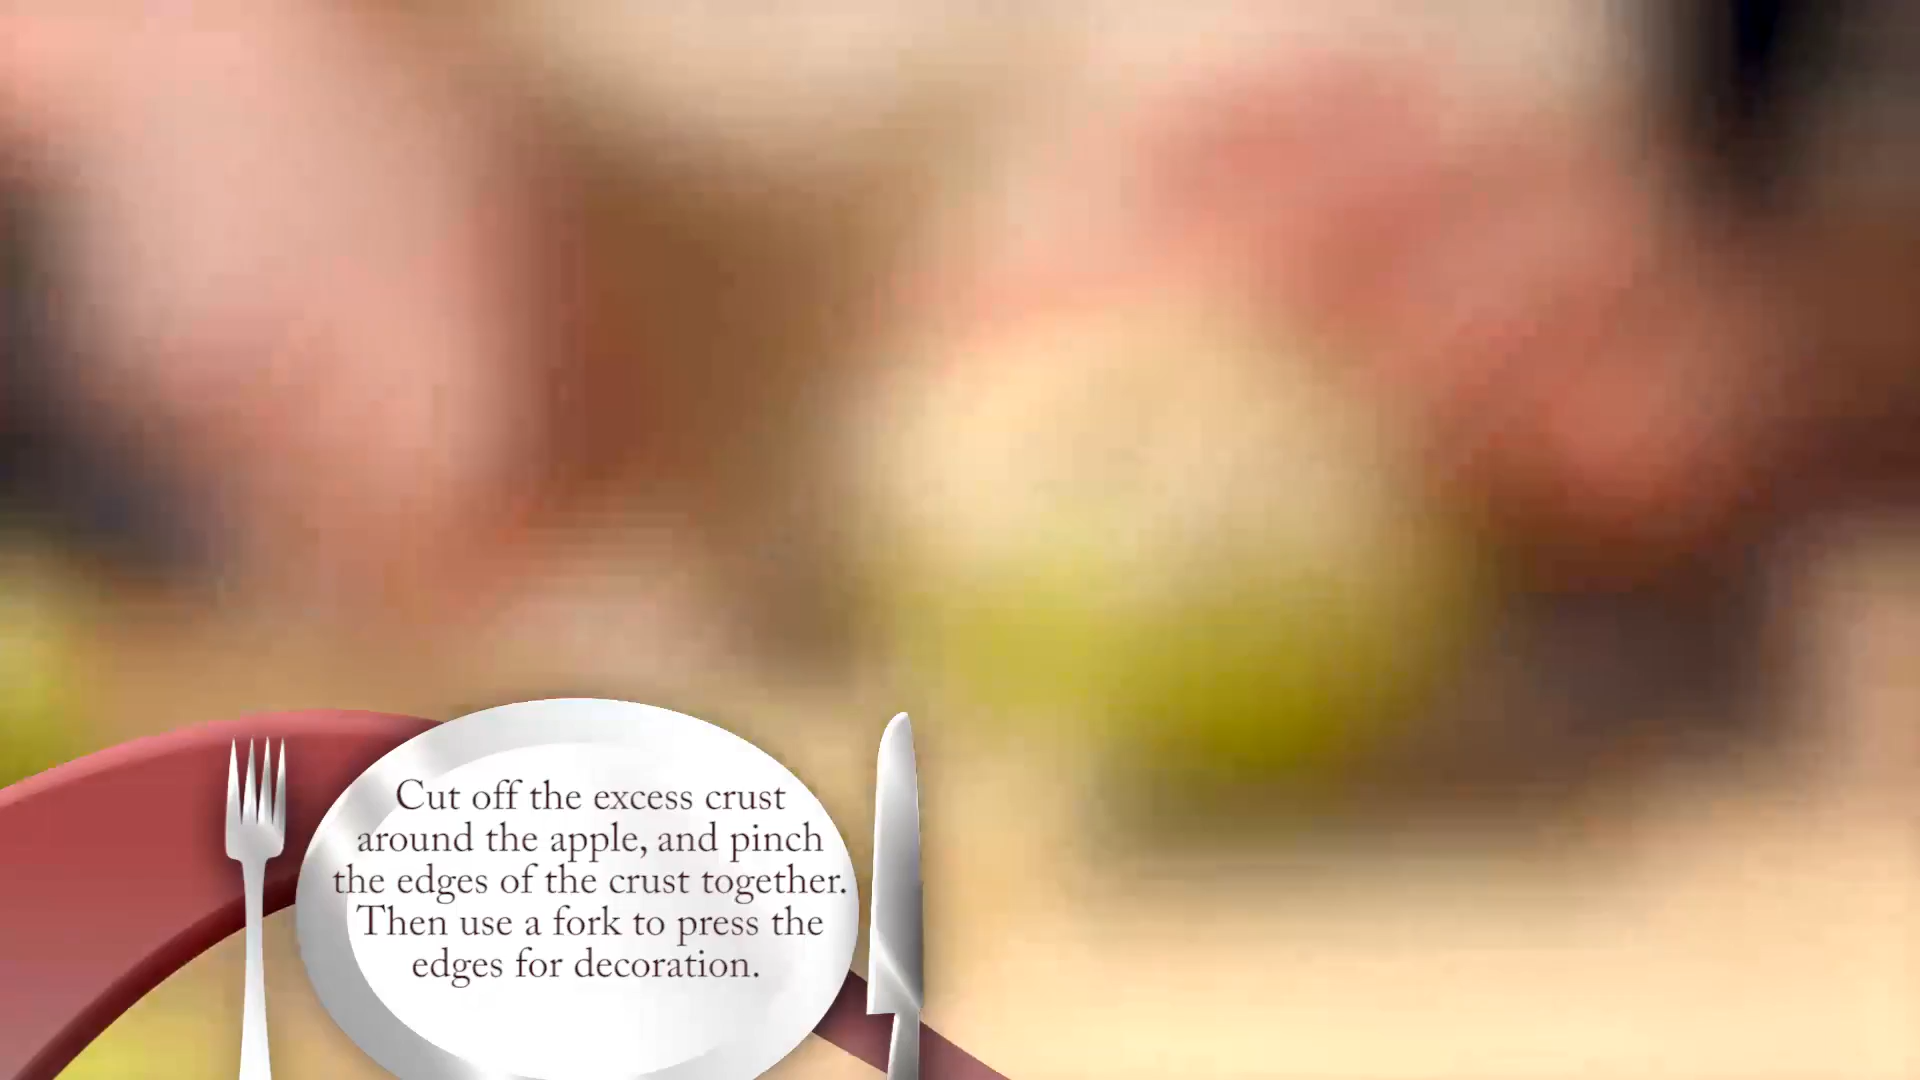 Cut off the excess crust
around the apple, and pinch
the edges of the crust together.
Then use a fork to press the
edges for decoration.